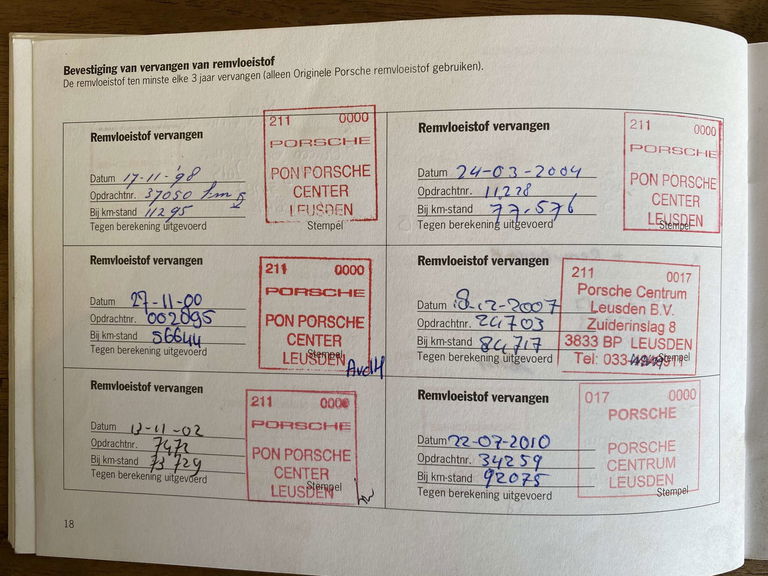 Bevestiging van vervangen van remvloeistof
De remvloeistof ten minste elke 3 jaar vervangen (alleen Originele Porsche remvloeistof gebruiken).
Remvloeistof vervangen
Datum 17-11-'98
Opdrachtnr. 37050 km
Bij km-stand 11295
Tegen berekening uitgevoerd
Stempel
211 0000
PORSCHE
PON PORSCHE
CENTER
LEUSDEN
Remvloeistof vervangen
Datum 24-03-2004
Opdrachtnr. 11228
Bij km-stand 77.576
Tegen berekening uitgevoerd
Stempel
211 0000
PORSCHE
PON PORSCHE
CENTER
LEUSDEN
Remvloeistof vervangen
Datum 27-11-00
Opdrachtnr. 002095
Bij km-stand 56644
Tegen berekening uitgevoerd
Stempel
211 0000
PORSCHE
PON PORSCHE
CENTER
LEUSDEN
Remvloeistof vervangen
Datum 18-12-2007
Opdrachtnr. 24703
Bij km-stand 84717
Tegen berekening uitgevoerd
Stempel
211 0017
Porsche Centrum
Leusden B.V.
Zuiderinslag 8
3833 BP LEUSDEN
Tel: 033-
Remvloeistof vervangen
Datum 13-11-02
Opdrachtnr. 7472
Bij km-stand 73729
Tegen berekening uitgevoerd
Stempel
211 0000
PORSCHE
PON PORSCHE
CENTER
LEUSDEN
Remvloeistof vervangen
Datum 22-07-2010
Opdrachtnr. 34259
Bij km-stand 92075
Tegen berekening uitgevoerd
Stempel
017 0000
PORSCHE
PORSCHE
CENTRUM
LEUSDEN
18